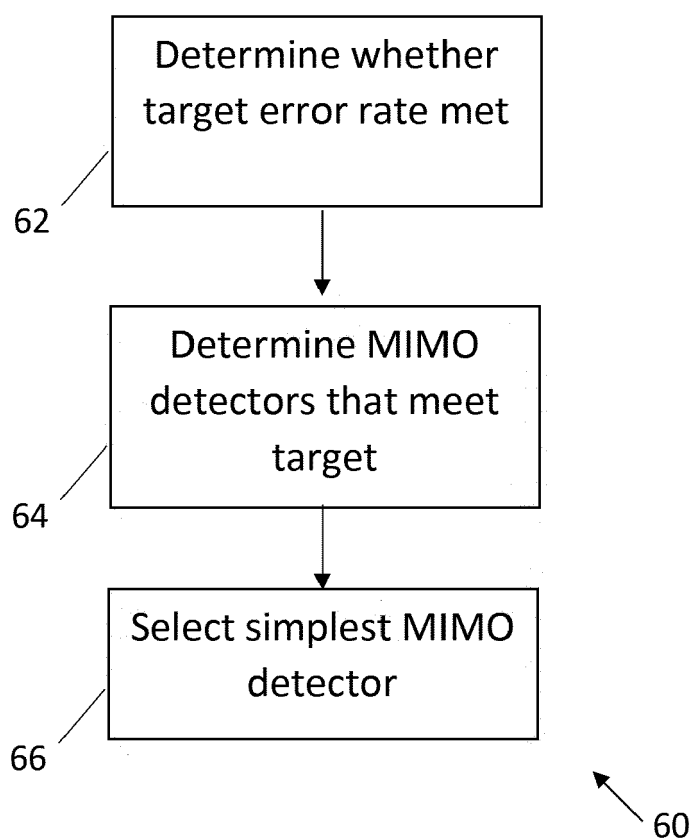 Determine whether
target error rate met
62
Determine MIMO
detectors that meet
target
64
Select simplest MIMO
detector
66
60